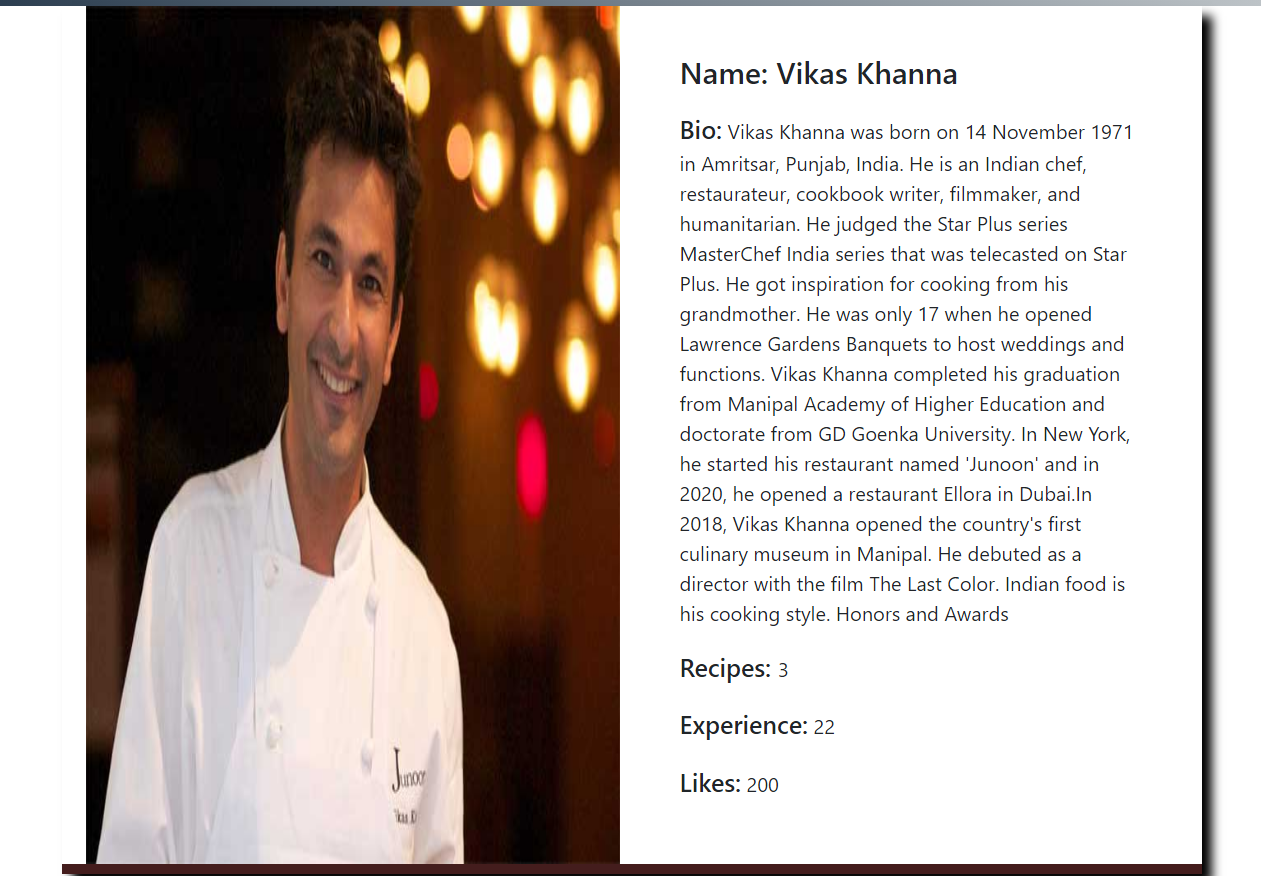 Name: Vikas Khanna
Bio: Vikas Khanna was born on 14 November 1971
in Amritsar, Punjab, India. He is an Indian chef,
restaurateur, cookbook writer, filmmaker, and
humanitarian. He judged the Star Plus series
MasterChef India series that was telecasted on Star
Plus. He got inspiration for cooking from his
grandmother. He was only 17 when he opened
Lawrence Gardens Banquets to host weddings and
functions. Vikas Khanna completed his graduation
from Manipal Academy of Higher Education and
doctorate from GD Goenka University. In New York,
he started his restaurant named 'Junoon' and in
2020, he opened a restaurant Ellora in Dubai.In
2018, Vikas Khanna opened the country's first
culinary museum in Manipal. He debuted as a
director with the film The Last Color. Indian food is
his cooking style. Honors and Awards
Recipes: 3
Experience: 22
Likes: 200
Junoon